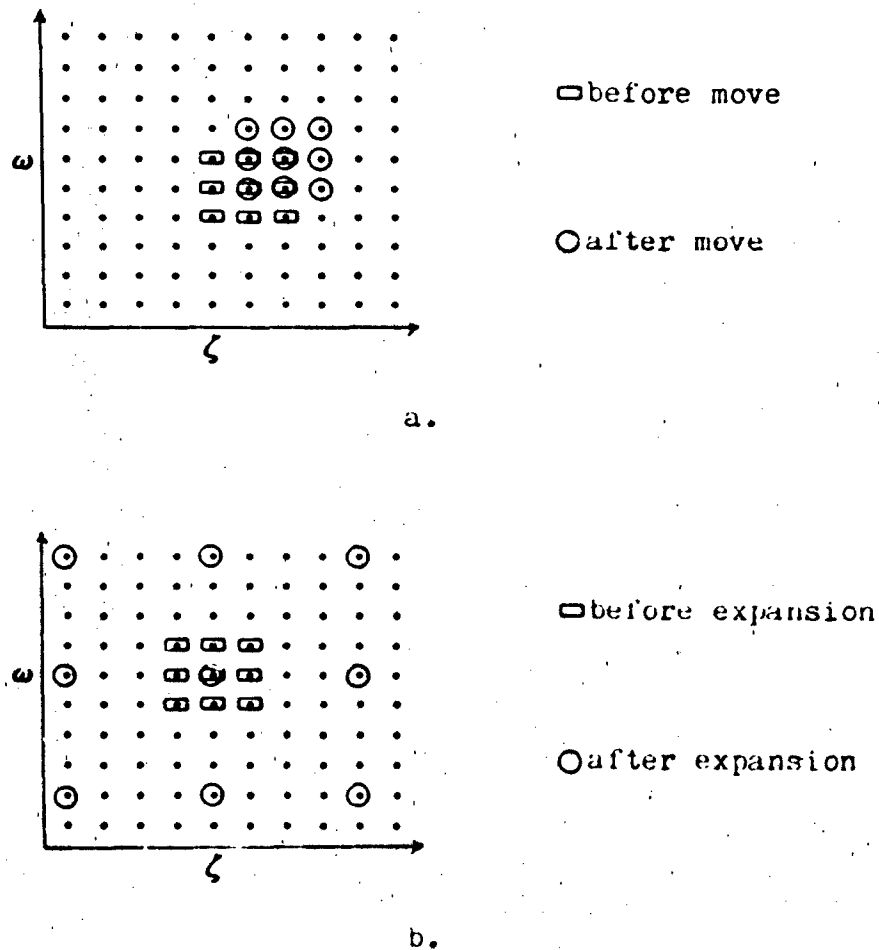 before move
ω
after move
ζ
a.
before expansion
ω
after expansion
ζ
b.